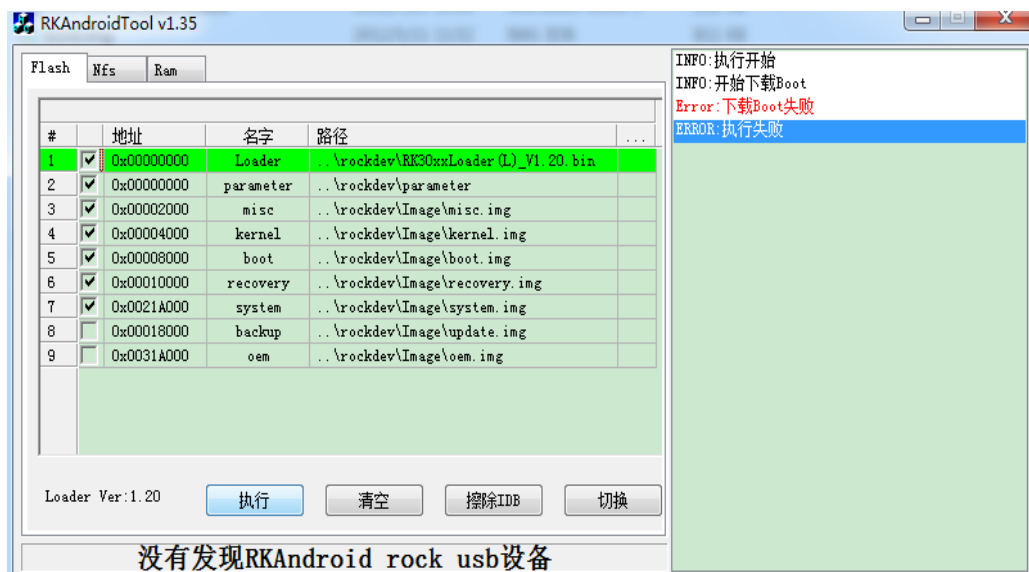 RKAndroidTool v1.35
Flash Nfs Ram
# 地址 名字 路径 ...
1 0x00000000 Loader ..\rockdev\RK30xxLoader(L)_V1.20.bin
2 0x00000000 parameter ..\rockdev\parameter
3 0x00002000 misc ..\rockdev\Image\misc.img
4 0x00004000 kernel ..\rockdev\Image\kernel.img
5 0x00008000 boot ..\rockdev\Image\boot.img
6 0x00010000 recovery ..\rockdev\Image\recovery.img
7 0x0021A000 system ..\rockdev\Image\system.img
8 0x00018000 backup ..\rockdev\Image\update.img
9 0x0031A000 oem ..\rockdev\Image\oem.img
Loader Ver:1.20 执行 清空 擦除IDB 切换
没有发现RKAndroid rock usb设备
INFO:执行开始
INFO:开始下载Boot
Error:下载Boot失败
ERROR:执行失败